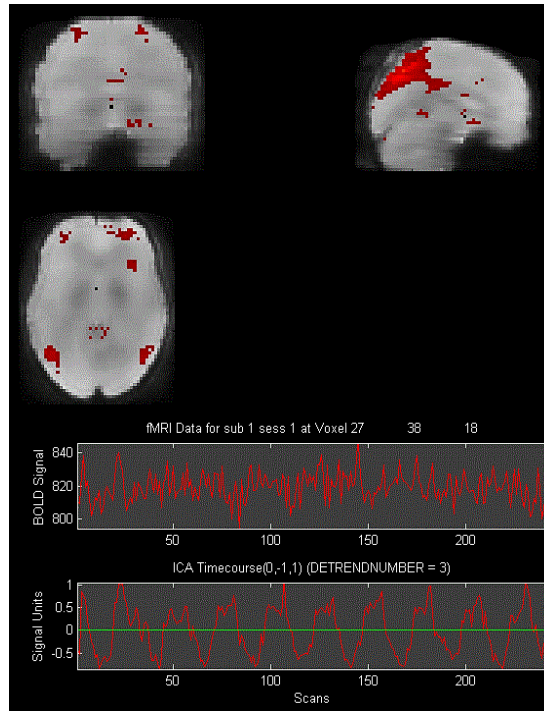 fMRI Data for sub 1 sess 1 at Voxel 27 38 18
840
820
800
BOLD Signal
50 100 150 200
ICA Timecourse(0,-1,1) (DETRENDNUMBER = 3)
1
0.5
0
-0.5
Signal Units
50 100 150 200
Scans